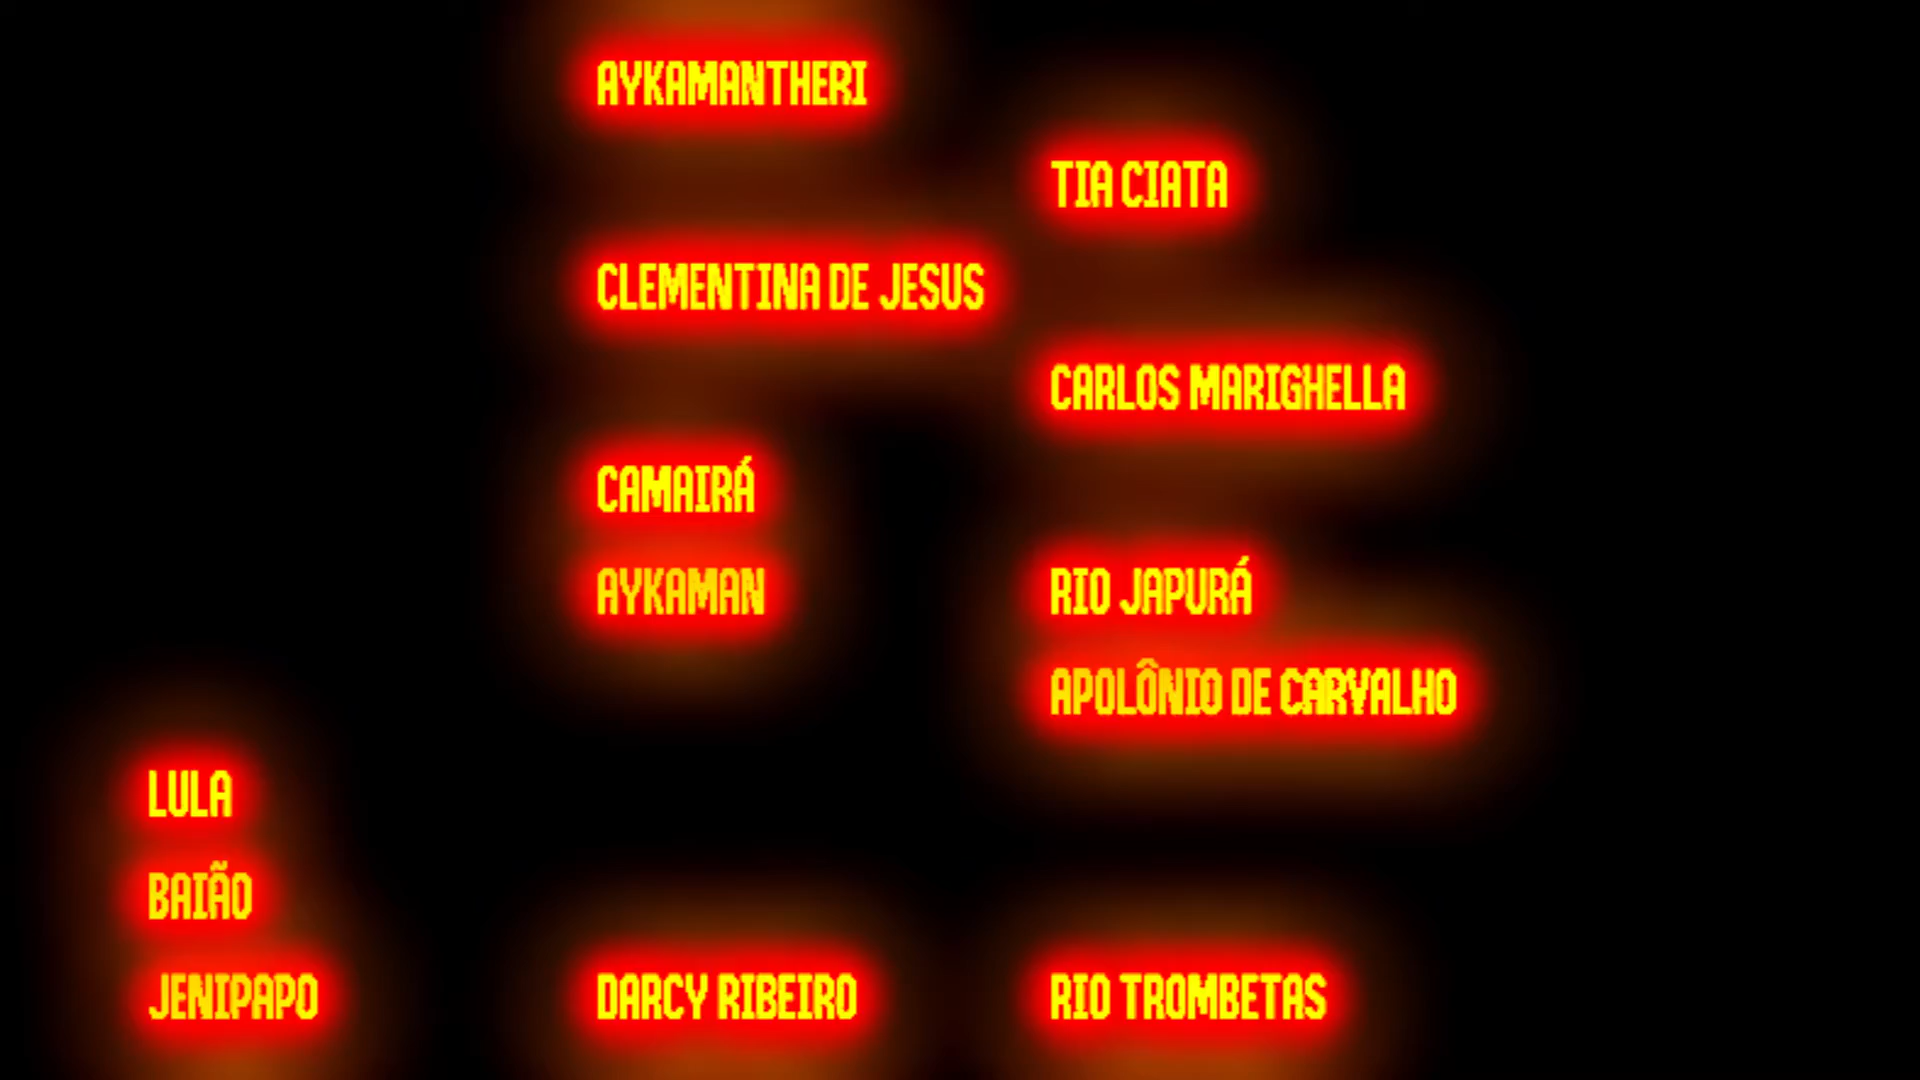 AYKAMANTHERI
TIA CIATA
CLEMENTINA DE JESUS
CARLOS MARIGHELLA
CAMAIRÁ
AYKAMAN
RIO JAPURÁ
APOLÔNIO DE CARVALHO
LULA
BAIÃO
JENIPAPO
DARCY RIBEIRO
RIO TROMBETAS